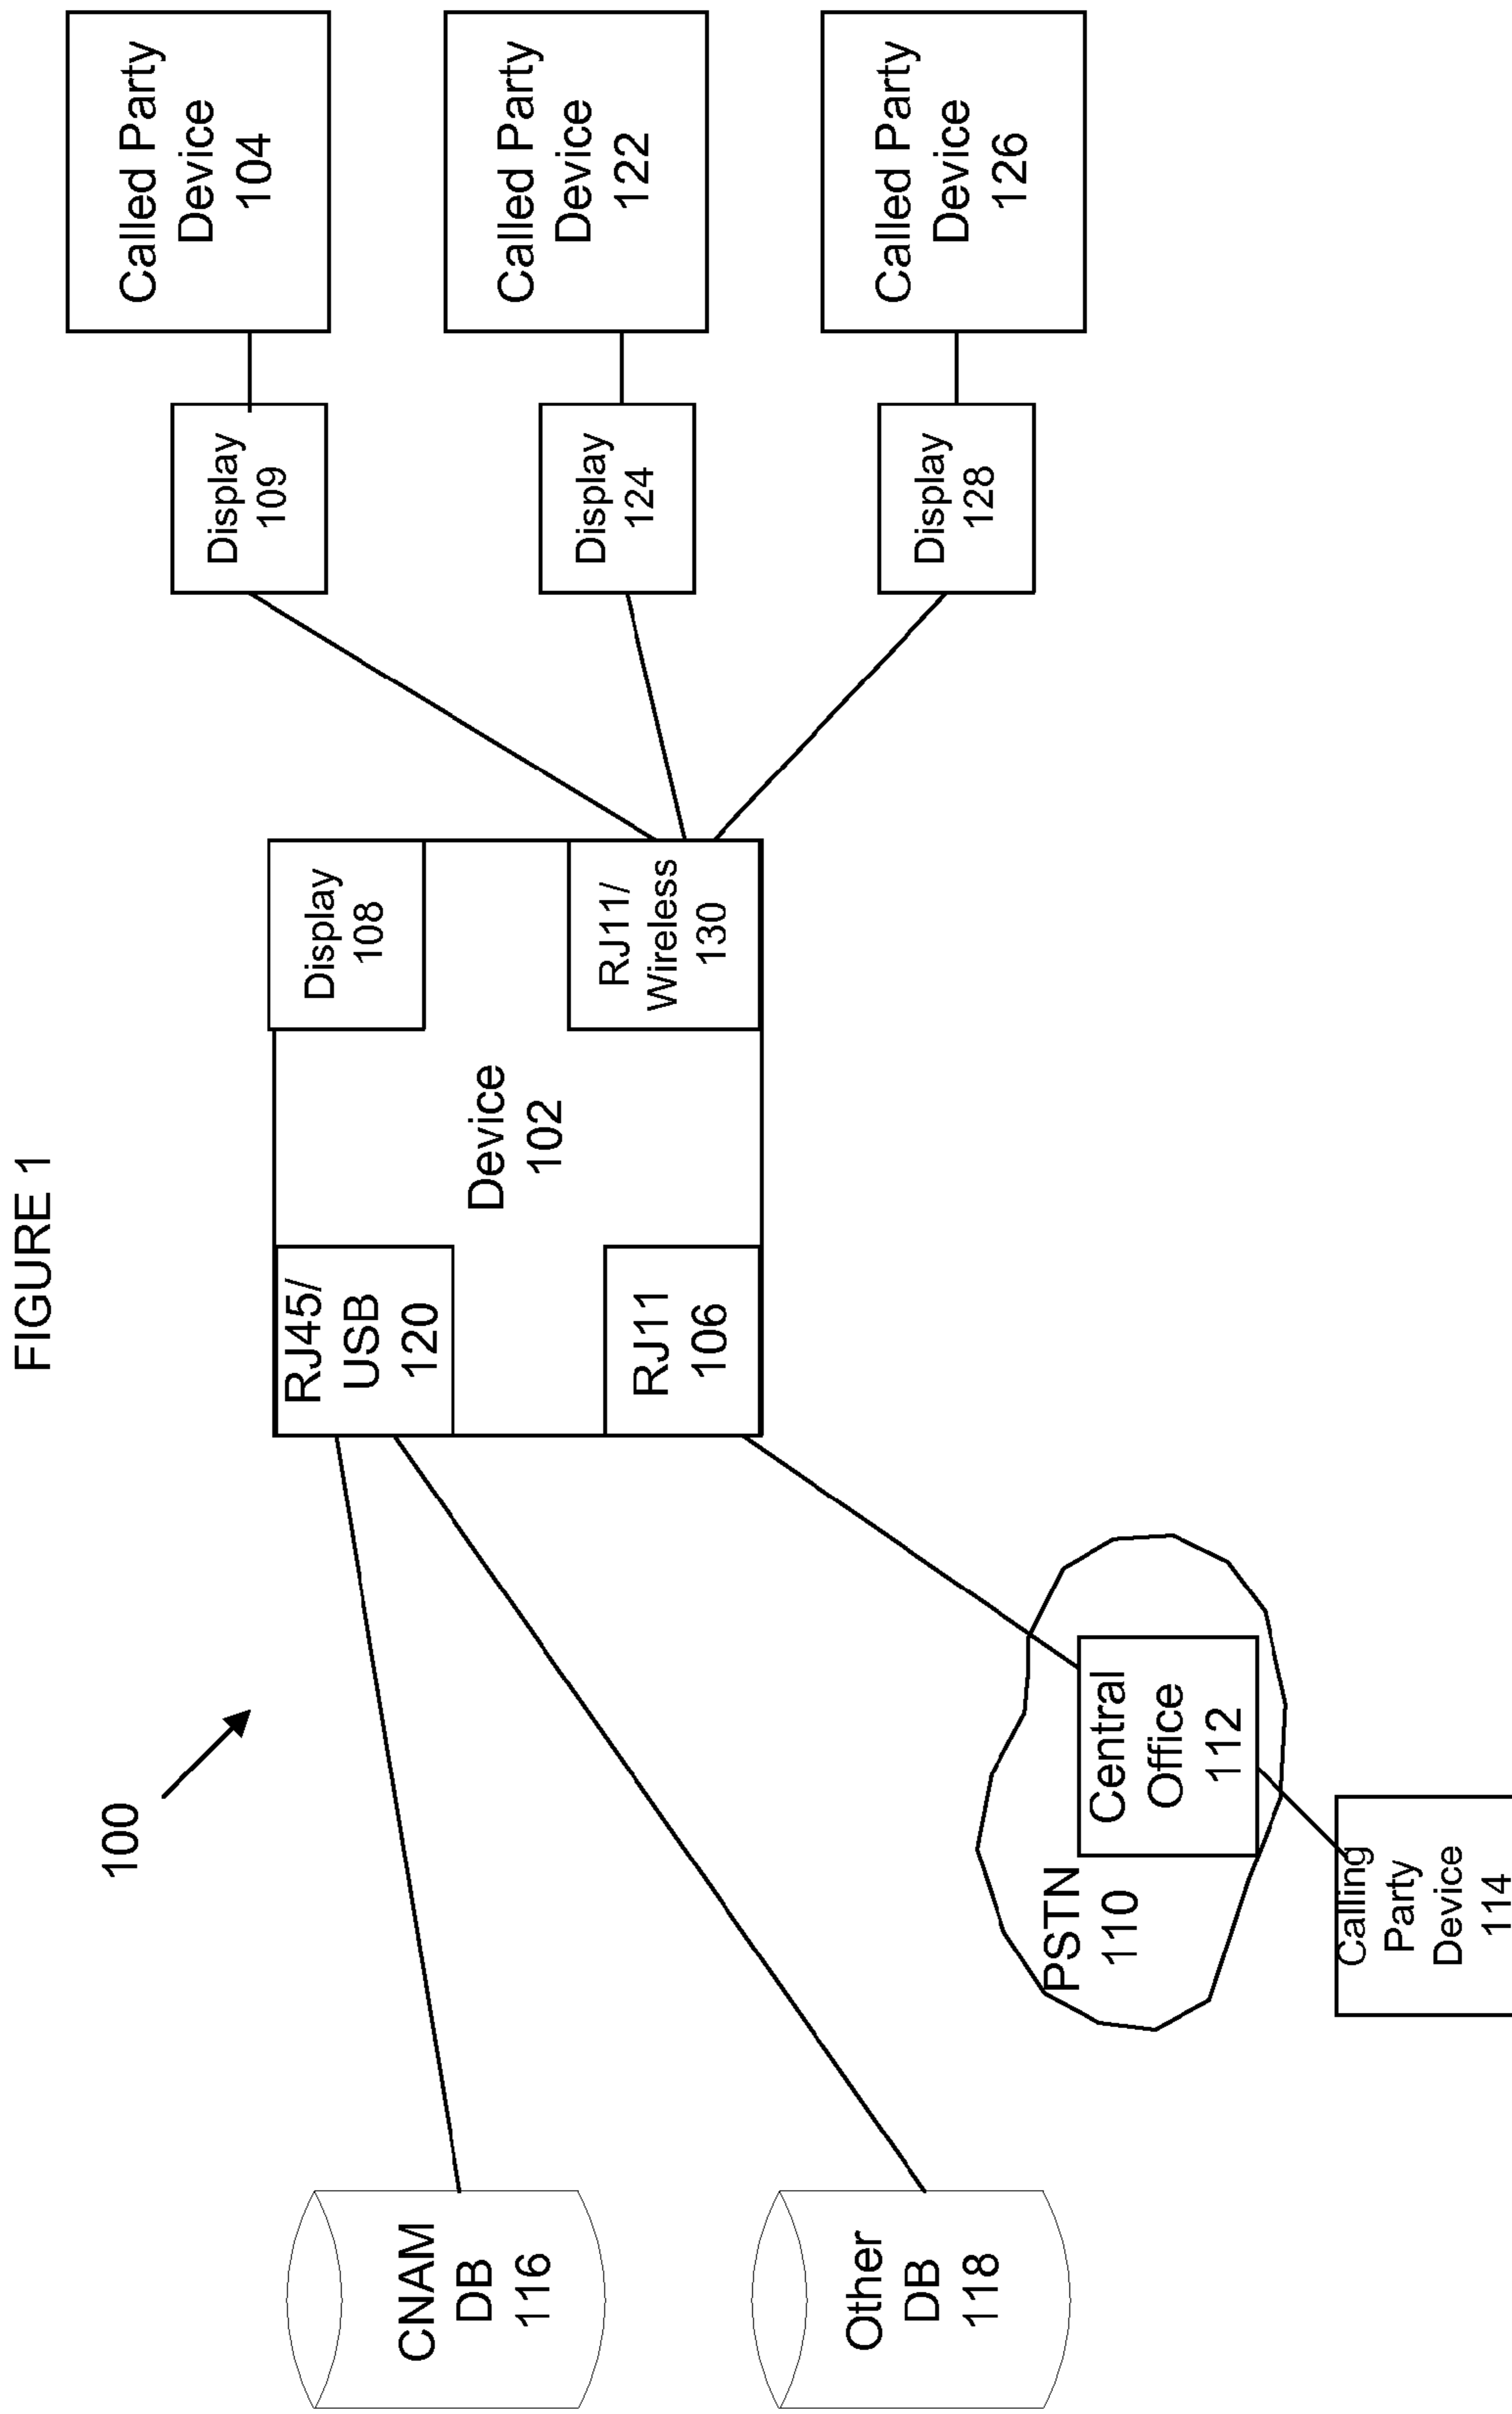 FIGURE 1
100
CNAM
DB
116
Other
DB
118
RJ45/
USB
120
RJ11
106
Device
102
Display
108
RJ11/
Wireless
130
PSTN
110
Central
Office
112
Calling
Party
Device
114
Display
109
Display
124
Display
128
Called Party
Device
104
Called Party
Device
122
Called Party
Device
126